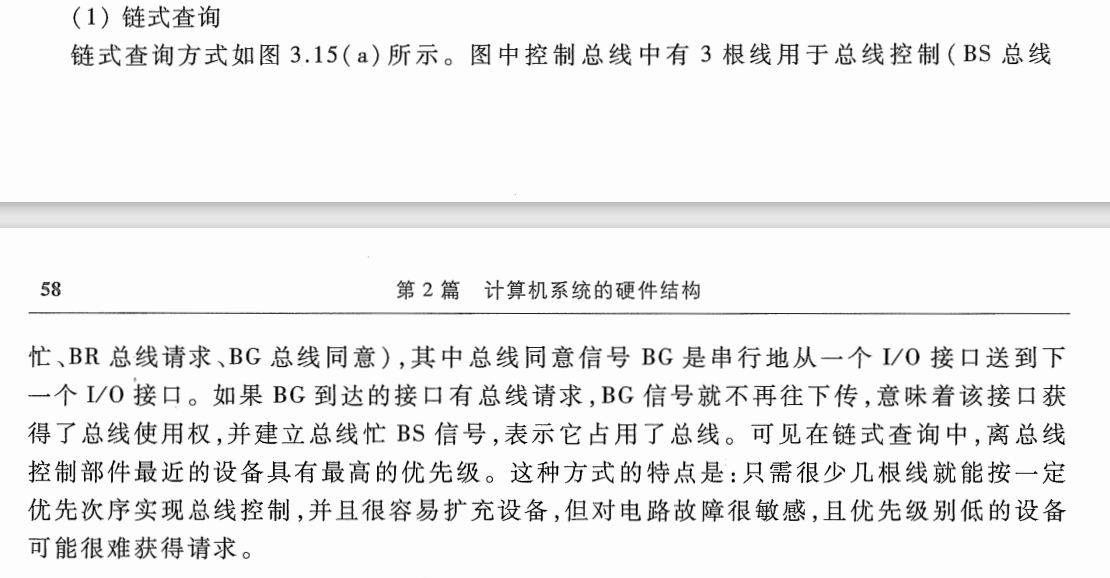 (1) 链式查询
链式查询方式如图 3.15(a)所示。图中控制总线中有 3 根线用于总线控制(BS 总线
58
第 2 篇 计算机系统的硬件结构
忙、BR 总线请求、BG 总线同意),其中总线同意信号 BG 是串行地从一个 I/O 接口送到下
一个 I/O 接口。如果 BG 到达的接口有总线请求,BG 信号就不再往下传,意味着该接口获
得了总线使用权,并建立总线忙 BS 信号,表示它占用了总线。可见在链式查询中,离总线
控制部件最近的设备具有最高的优先级。这种方式的特点是:只需很少几根线就能按一定
优先次序实现总线控制,并且很容易扩充设备,但对电路故障很敏感,且优先级别低的设备
可能很难获得请求。